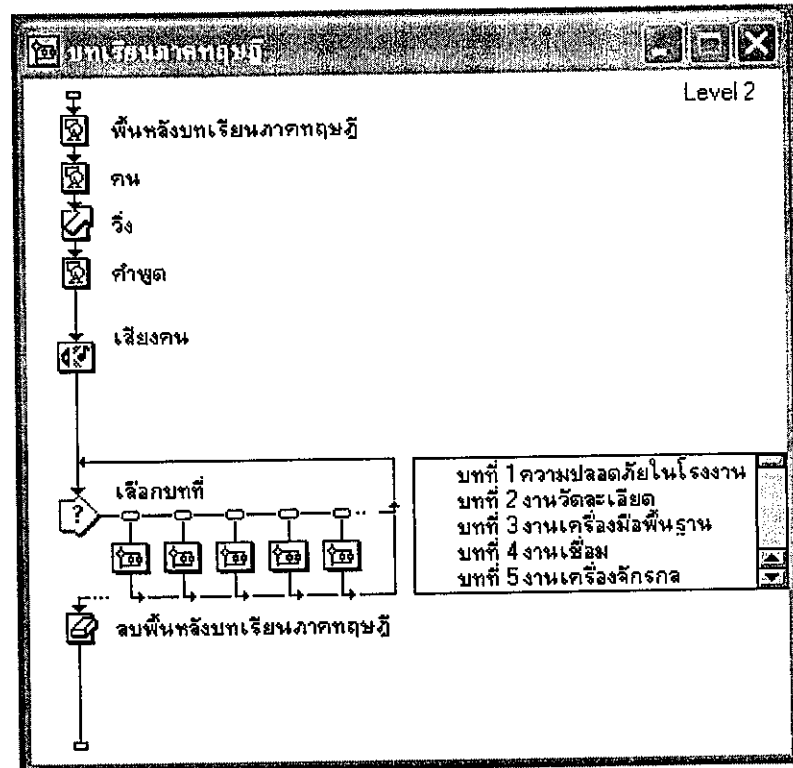 บทเรียนภาคทฤษฎี
Level 2
พื้นหลังบทเรียนภาคทฤษฎี
คน
วิ่ง
คำพูด
เสียงคน
เลือกบทที่
?
บทที่ 1 ความปลอดภัยในโรงงาน
บทที่ 2 งานวัดละเอียด
บทที่ 3 งานเครื่องมือพื้นฐาน
บทที่ 4 งานเชื่อม
บทที่ 5 งานเครื่องจักรกล
ลบพื้นหลังบทเรียนภาคทฤษฎี